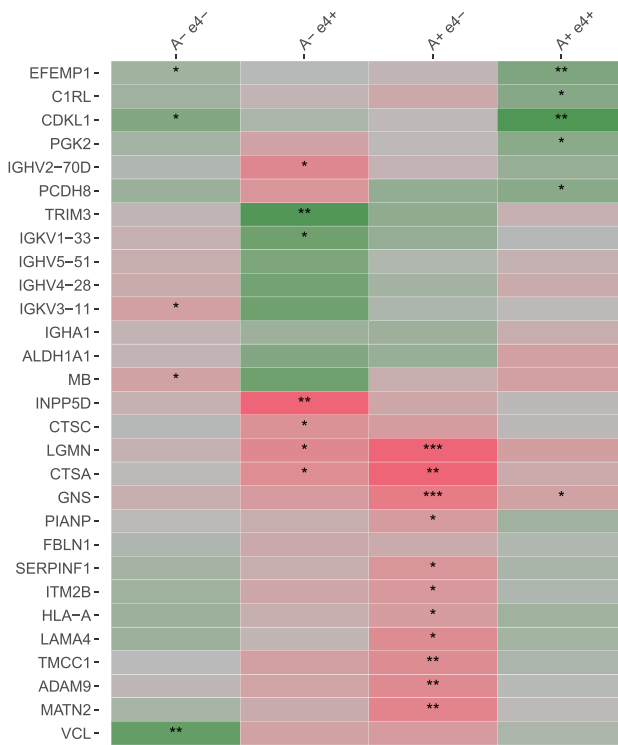 A− e4− A− e4+ A+ e4− A+ e4+
EFEMP1 * **
C1RL *
CDKL1 * **
PGK2 *
IGHV2−70D *
PCDH8 *
TRIM3 **
IGKV1−33 *
IGHV5−51
IGHV4−28
IGKV3−11 *
IGHA1
ALDH1A1
MB *
INPP5D **
CTSC *
LGMN * ***
CTSA * **
GNS *** *
PIANP *
FBLN1
SERPINF1 *
ITM2B *
HLA−A *
LAMA4 *
TMCC1 **
ADAM9 **
MATN2 **
VCL **